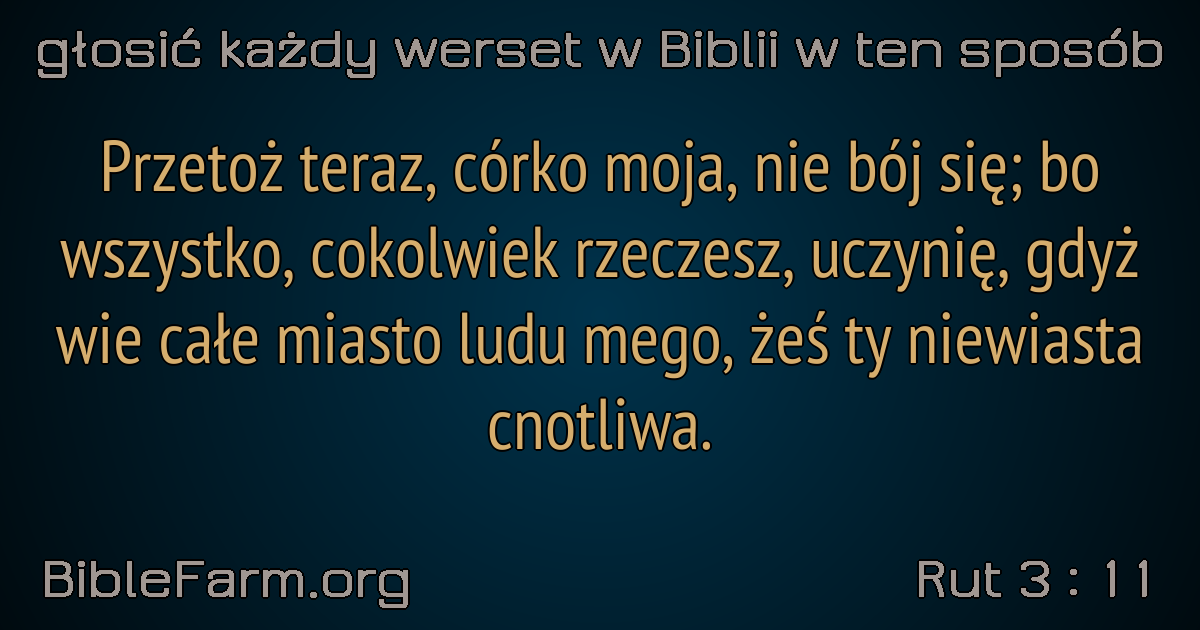 głosić każdy werset w Biblii w ten sposób
Przetoż teraz, córko moja, nie bój się; bo
wszystko, cokolwiek rzeczesz, uczynię, gdyż
wie całe miasto ludu mego, żeś ty niewiasta
cnotliwa.
BibleFarm.org
Rut 3 : 11